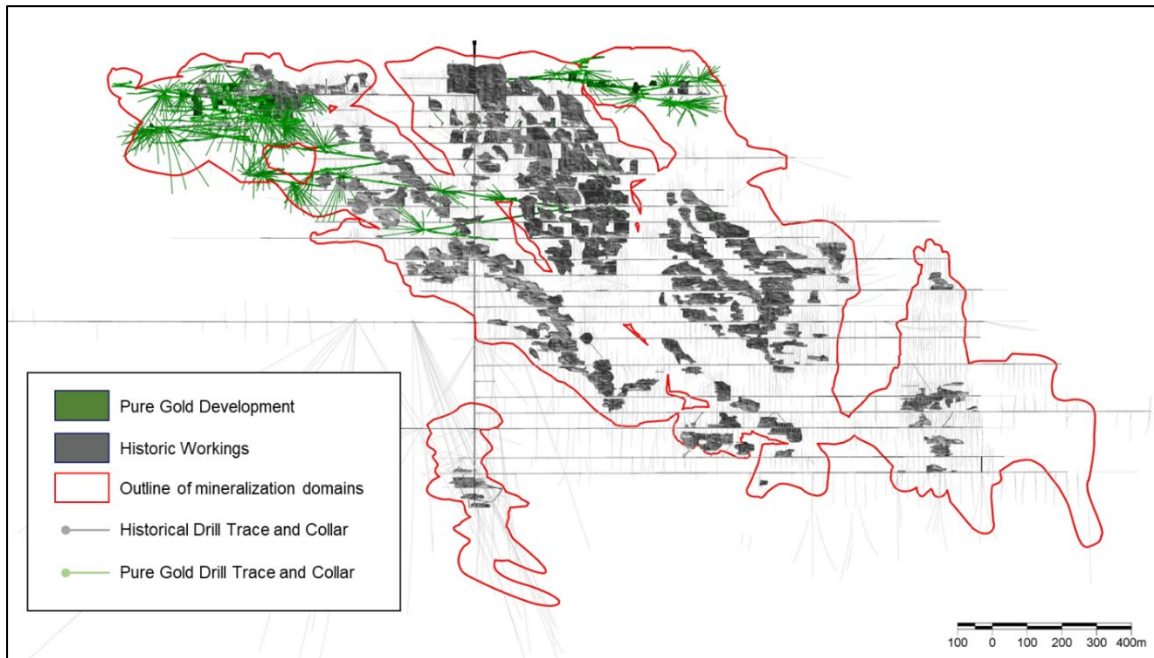 Pure Gold Development
Historic Workings
Outline of mineralization domains
Historical Drill Trace and Collar
Pure Gold Drill Trace and Collar
100 0 100 200 300 400m